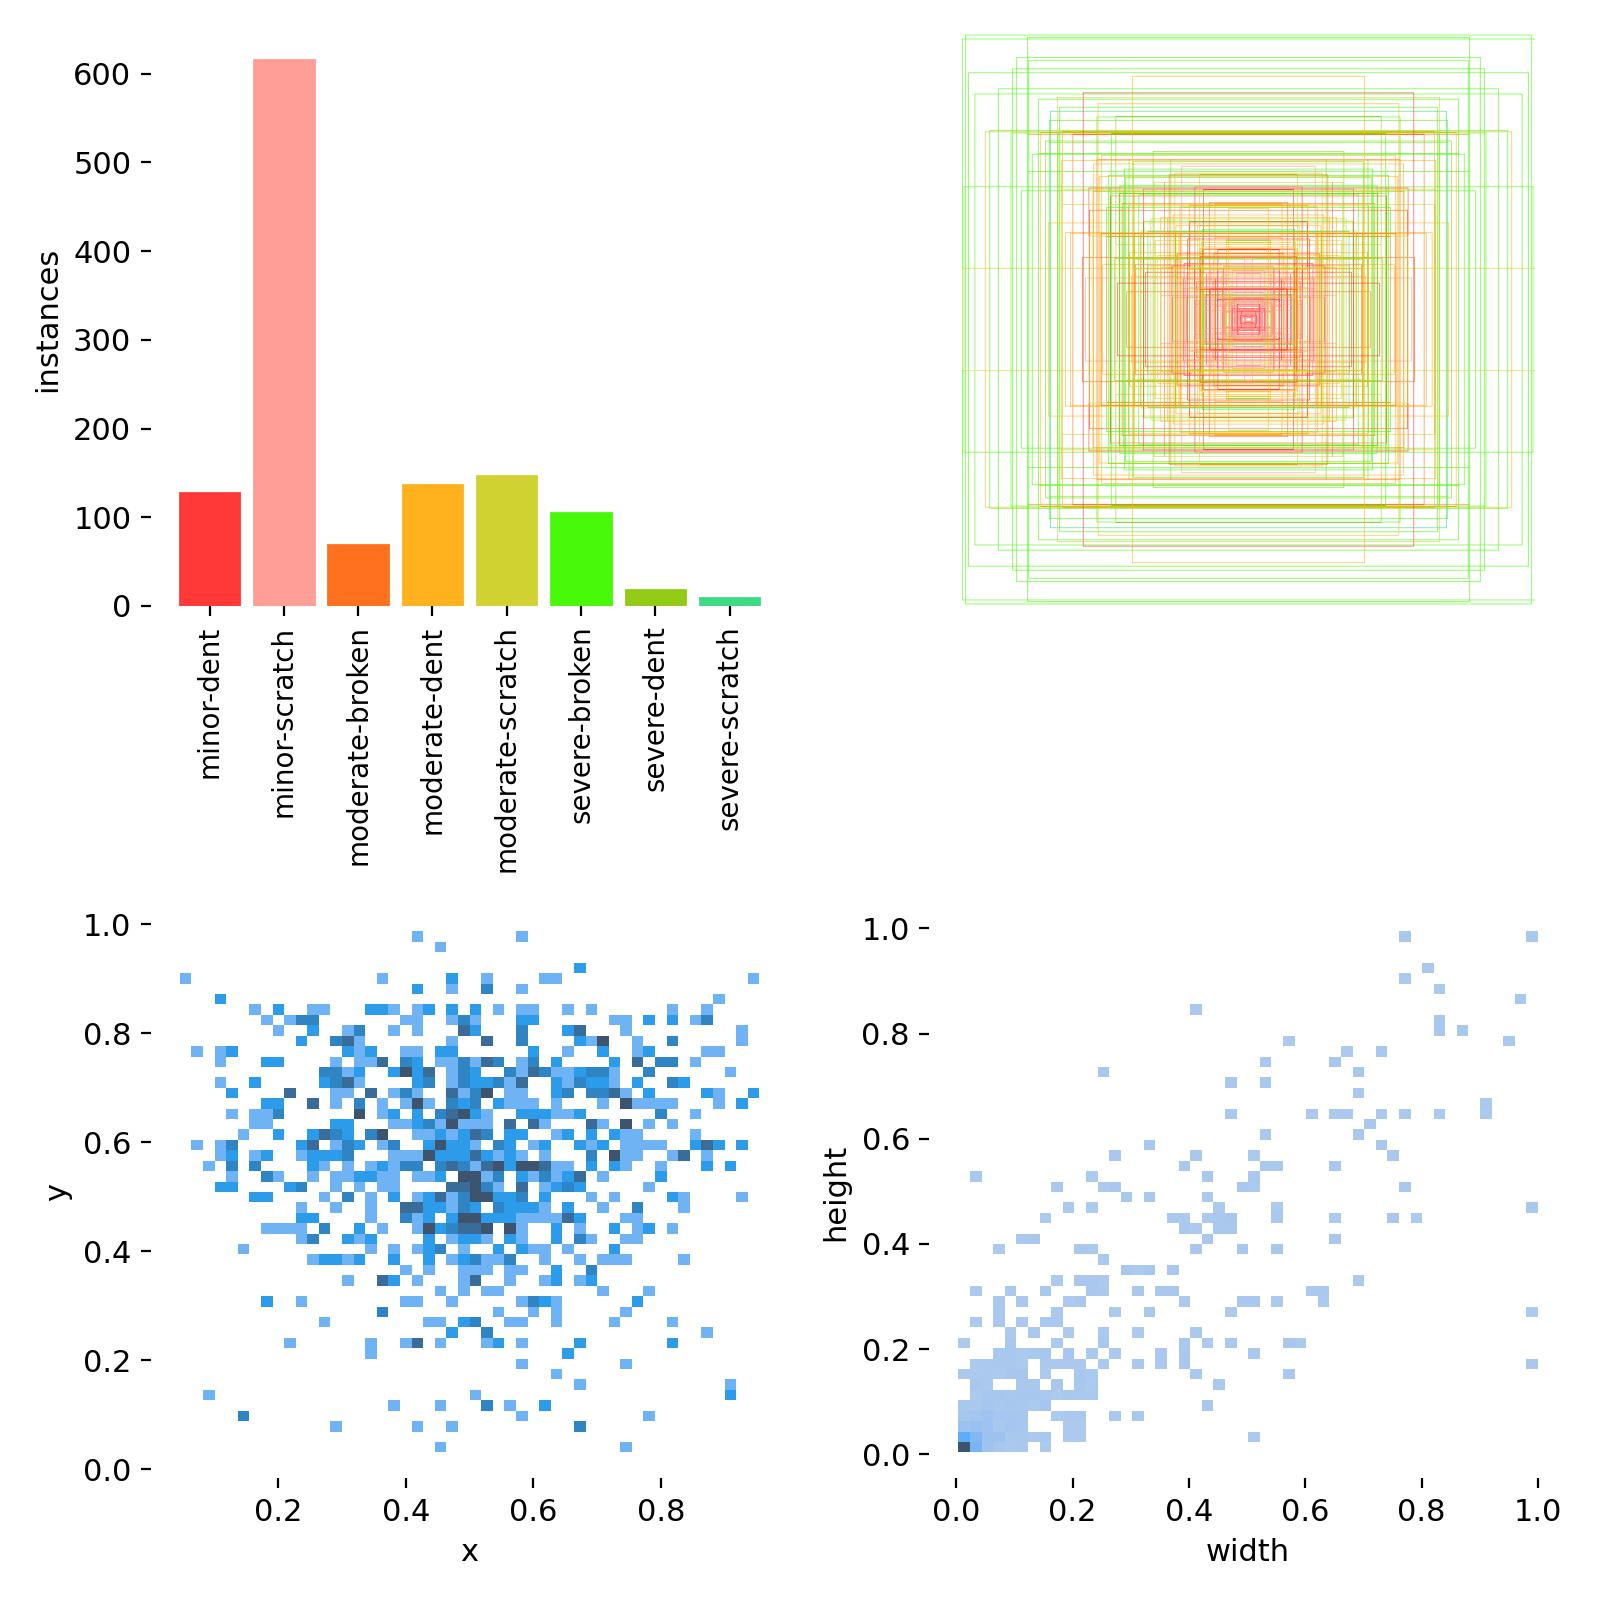 600
500
400
300
200
100
0
instances
minor-dent
minor-scratch
moderate-broken
moderate-dent
moderate-scratch
severe-broken
severe-dent
severe-scratch
1.0
0.8
0.6
0.4
0.2
0.0
y
0.2 0.4 0.6 0.8
x
1.0
0.8
0.6
0.4
0.2
0.0
height
0.0 0.2 0.4 0.6 0.8 1.0
width